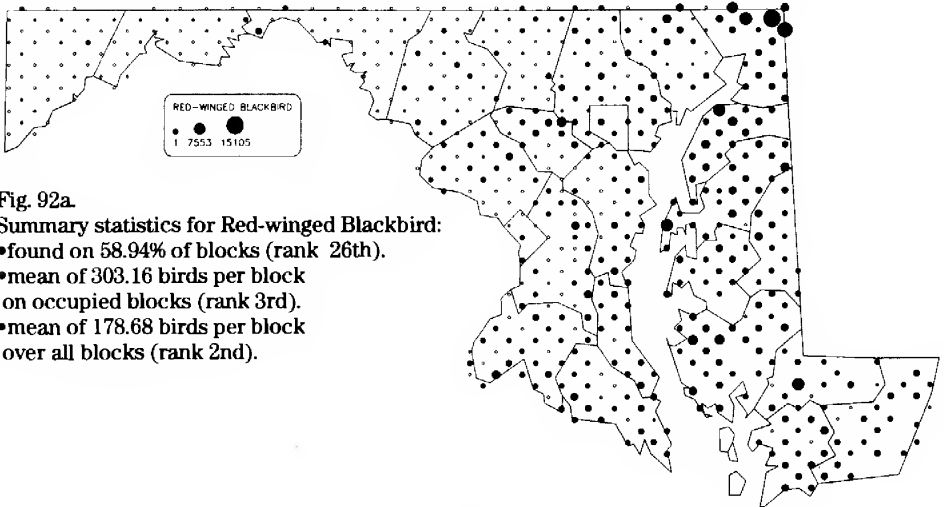 RED-WINGED BLACKBIRD
1 7553 15105
Fig. 92a.
Summary statistics for Red-winged Blackbird:
•found on 58.94% of blocks (rank 26th).
•mean of 303.16 birds per block
on occupied blocks (rank 3rd).
•mean of 178.68 birds per block
over all blocks (rank 2nd).